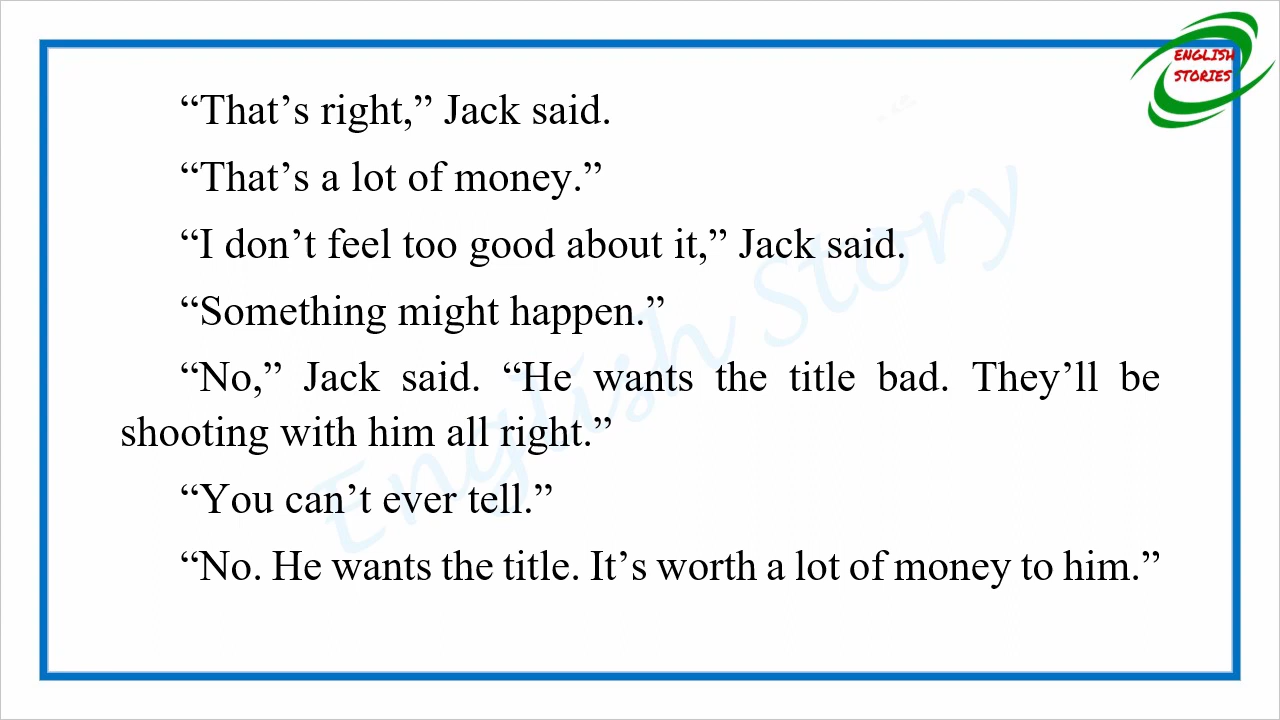 ENGLISH
STORIES
“That’s right,” Jack said.
“That’s a lot of money.”
“I don’t feel too good about it,” Jack said.
“Something might happen.”
“No,” Jack said. “He wants the title bad. They’ll be
shooting with him all right.”
“You can’t ever tell.”
“No. He wants the title. It’s worth a lot of money to him.”
English Story